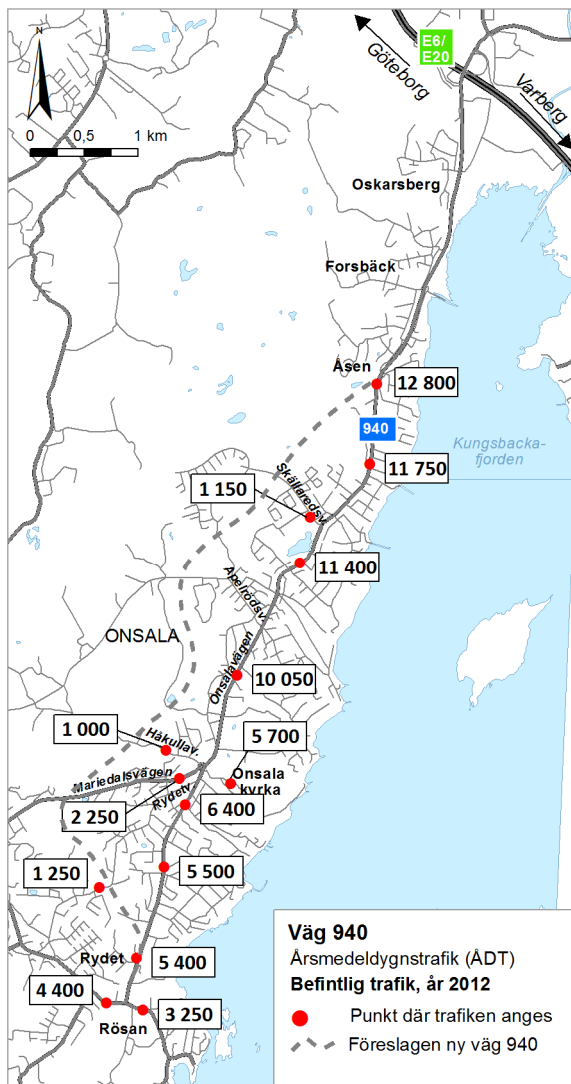 N
E6/
E20
Göteborg
Varberg
0 0,5 1 km
Oskarsberg
Forsbäck
Åsen
12 800
940
Kungsbacka-
fjorden
11 750
1 150
Skällaredsv.
11 400
Apelrödsv.
ONSALA
Onsalavägen
10 050
1 000
Håkullav.
5 700
Mariedalsvägen
Onsala
kyrka
Rydetv.
2 250
6 400
1 250
5 500
Rydet
5 400
4 400
3 250
Rösan
Väg 940
Årsmedeldygnstrafik (ÅDT)
Befintlig trafik, år 2012
Punkt där trafiken anges
Föreslagen ny väg 940